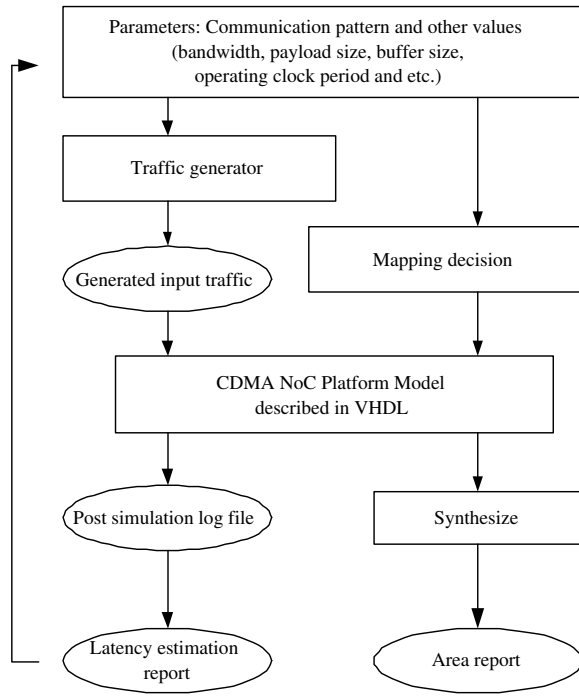 Parameters: Communication pattern and other values
(bandwidth, payload size, buffer size,
operating clock period and etc.)
Traffic generator
Generated input traffic
Mapping decision
CDMA NoC Platform Model
described in VHDL
Post simulation log file
Synthesize
Latency estimation
report
Area report